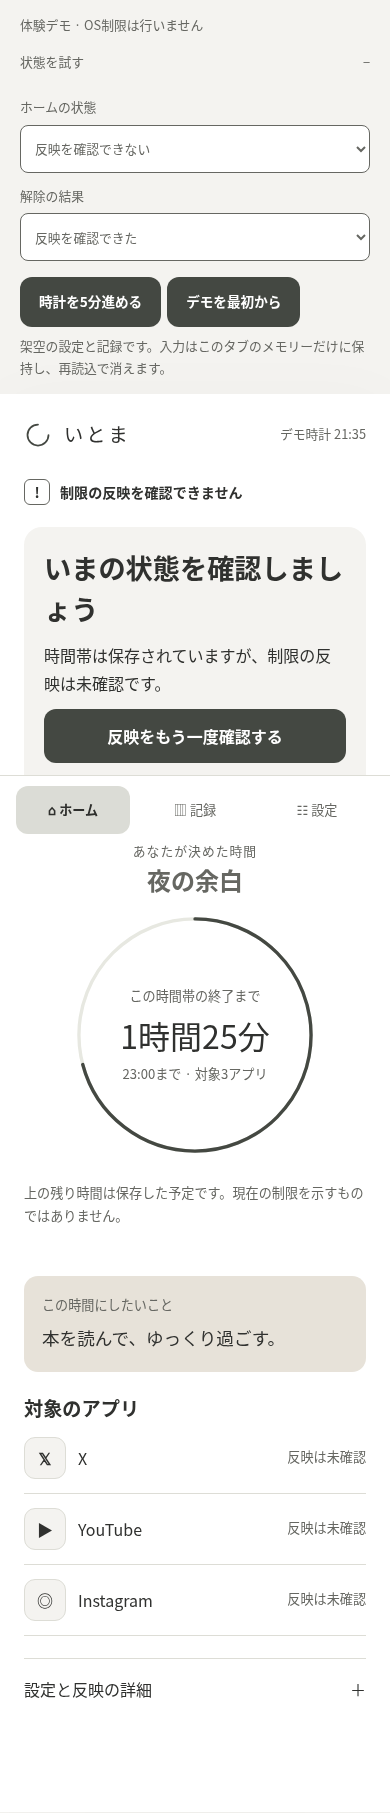 体験デモ・OS制限は行いません
状態を試す
−
ホームの状態
反映を確認できない
解除の結果
反映を確認できた
時計を5分進める
デモを最初から
架空の設定と記録です。入力はこのタブのメモリーだけに保
持し、再読込で消えます。
いとま
デモ時計 21:35
! 制限の反映を確認できません
いまの状態を確認しまし
ょう
時間帯は保存されていますが、制限の反
映は未確認です。
反映をもう一度確認する
⌂ ホーム
▥ 記録
☷ 設定
あなたが決めた時間
夜の余白
この時間帯の終了まで
1時間25分
23:00まで・対象3アプリ
上の残り時間は保存した予定です。現在の制限を示すもの
ではありません。
この時間にしたいこと
本を読んで、ゆっくり過ごす。
対象のアプリ
𝕏 X 反映は未確認
▶ YouTube 反映は未確認
◎ Instagram 反映は未確認
設定と反映の詳細 ＋